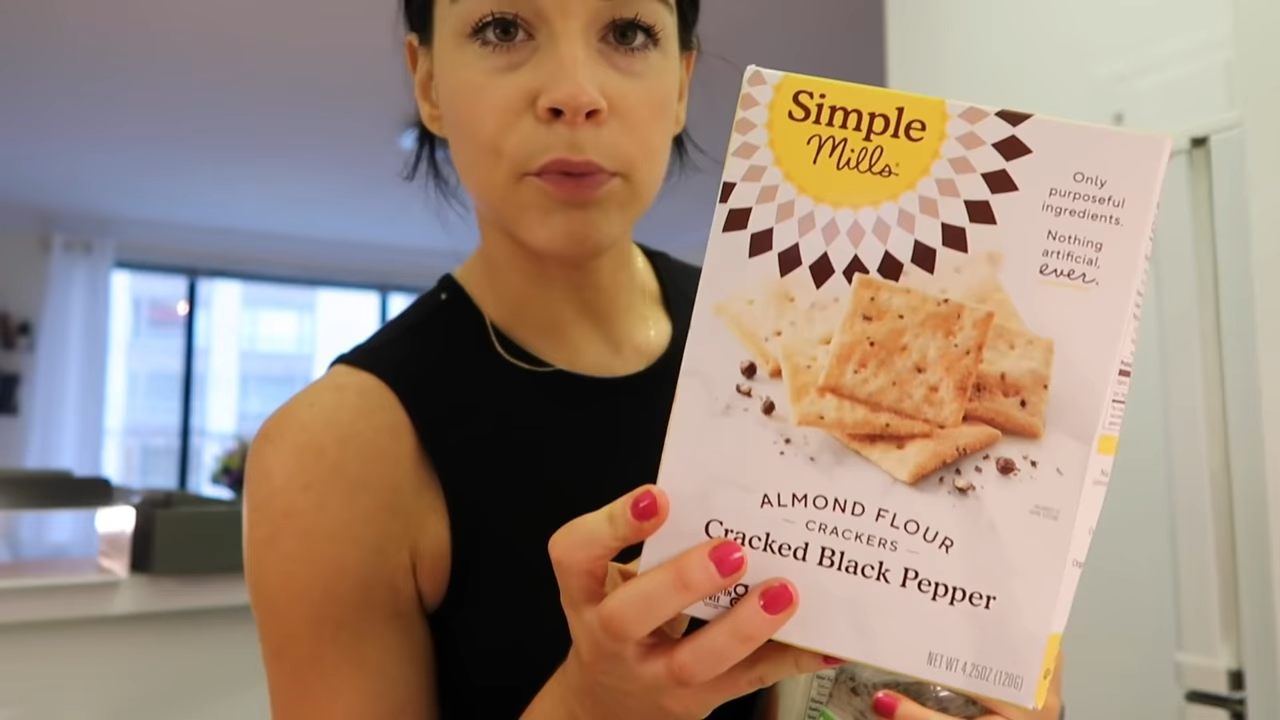 Simple
Mills
Only
purposeful
ingredients.
Nothing
artificial,
ever.
ALMOND FLOUR
CRACKERS
Cracked Black Pepper
NET WT 4.25OZ (120G)